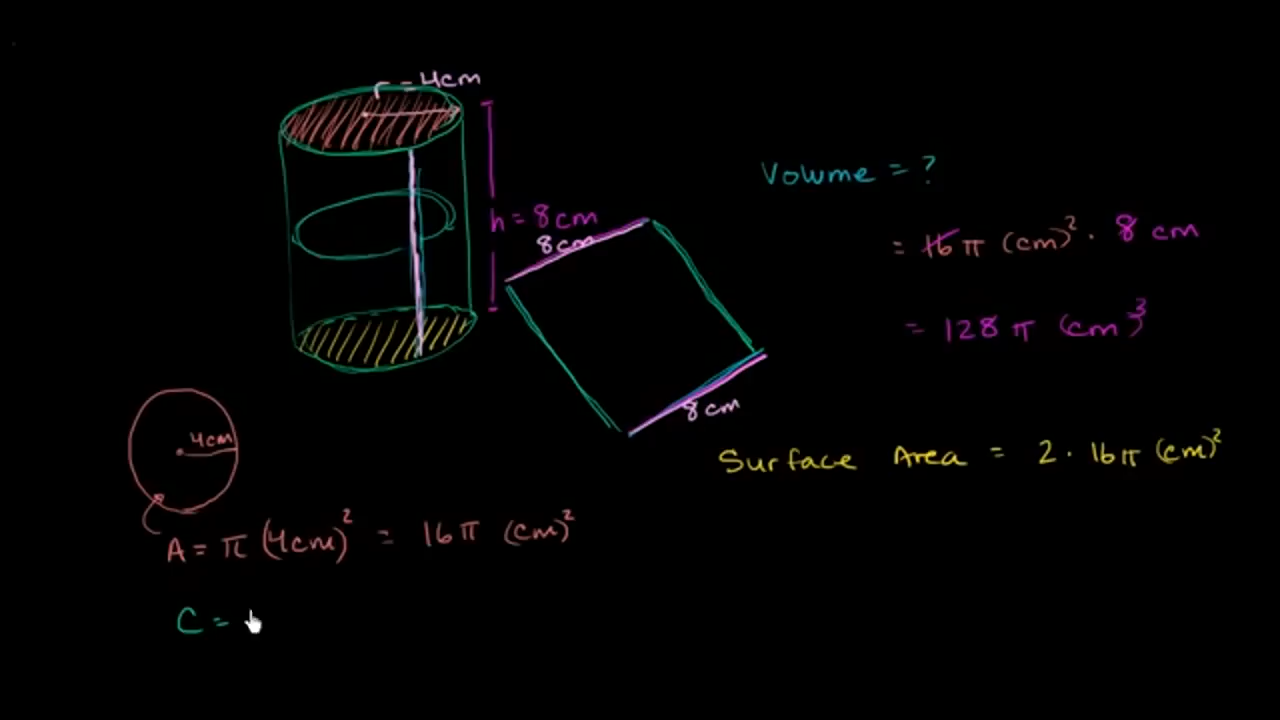 r = 4cm
h = 8cm
8cm
8cm
Volume = ?
= 16π (cm)² · 8 cm
= 128π (cm)³
4cm
Surface Area = 2 · 16π (cm)²
A = π (4cm)² = 16π (cm)²
C =